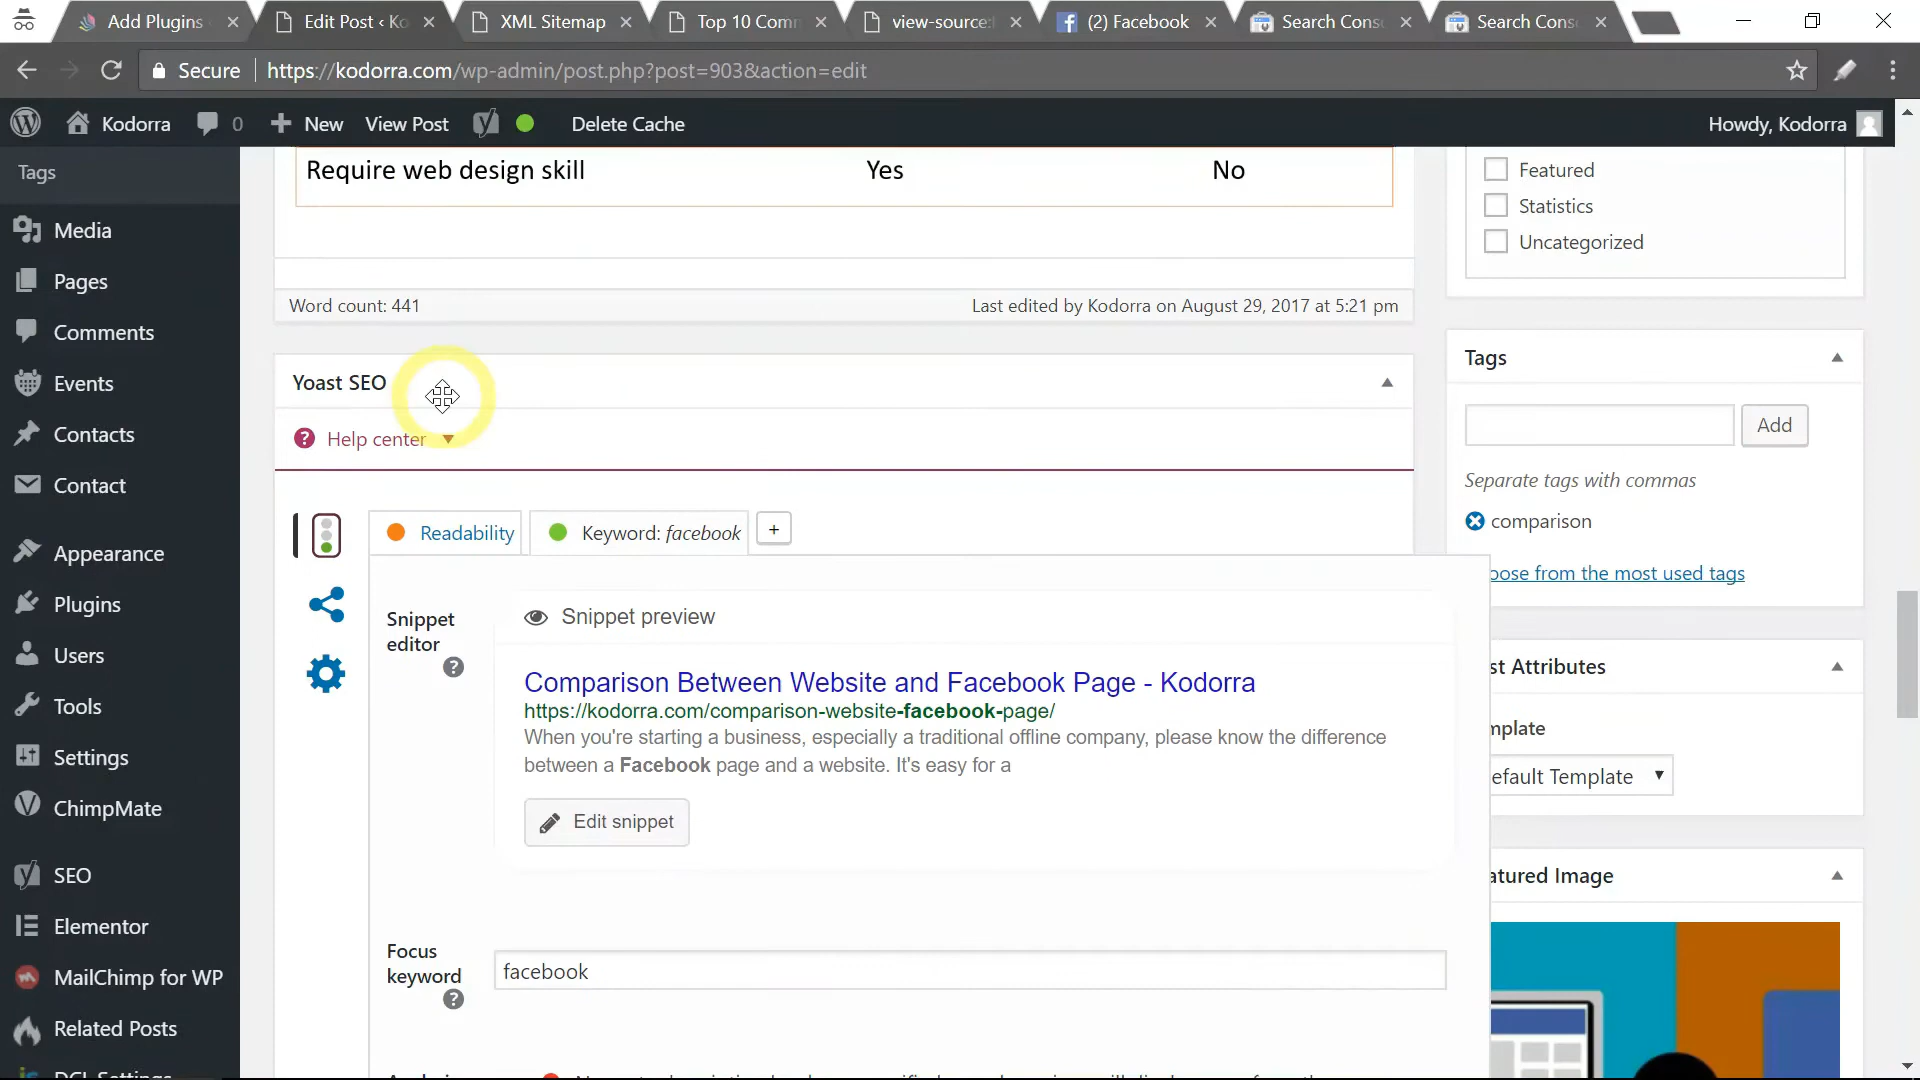 Add Plugins
Edit Post ‹ Ko
XML Sitemap
Top 10 Com
view-source:
(2) Facebook
Search Cons
Search Cons
Secure
https://kodorra.com/wp-admin/post.php?post=903&action=edit
Kodorra
0
New
View Post
Delete Cache
Howdy, Kodorra
Tags
Media
Pages
Comments
Events
Contacts
Contact
Appearance
Plugins
Users
Tools
Settings
ChimpMate
SEO
Elementor
MailChimp for WP
Related Posts
Require web design skill Yes No
Word count: 441
Last edited by Kodorra on August 29, 2017 at 5:21 pm
Yoast SEO
Help center
Readability
Keyword: facebook
+
Snippet
editor
Snippet preview
Comparison Between Website and Facebook Page - Kodorra
https://kodorra.com/comparison-website-facebook-page/
When you're starting a business, especially a traditional offline company, please know the difference
between a Facebook page and a website. It's easy for a
Edit snippet
Focus
keyword
facebook
Featured
Statistics
Uncategorized
Tags
Add
Separate tags with commas
comparison
oose from the most used tags
st Attributes
mplate
efault Template
atured Image